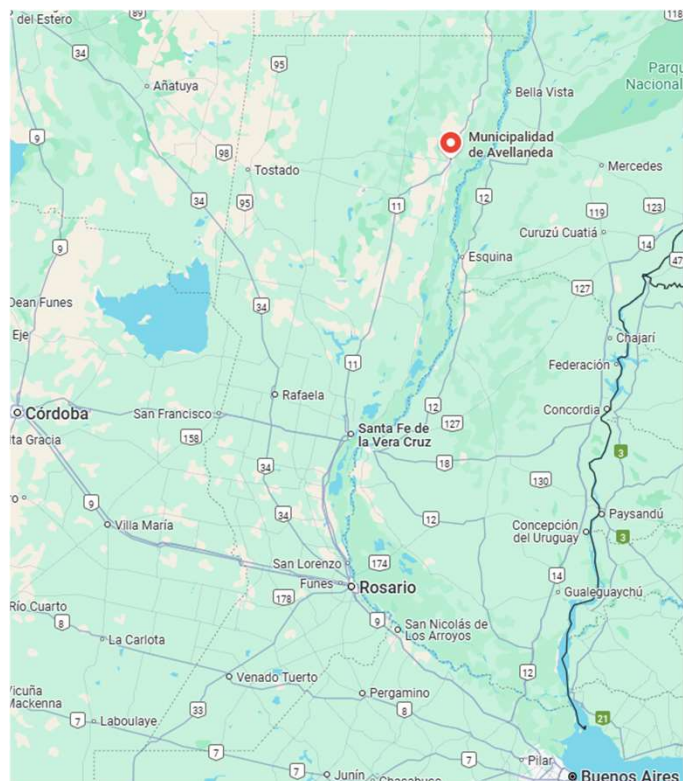 del Estero
89
118
34
95
Añatuya
Bella Vista
Parq
Nacional
9
Municipalidad
de Avellaneda
98
Tostado
Mercedes
12
34
95
11
119
123
Curuzú Cuatiá
14
9
Esquina
47
127
Dean Funes
34
Eje
Chajarí
11
Federación
Rafaela
12
Concordia
Córdoba
San Francisco
127
Santa Fe de
la Vera Cruz
158
ta Gracia
3
34
18
130
9
12
Paysandú
Villa María
Concepción
del Uruguay
3
San Lorenzo
174
14
Funes
Rosario
Gualeguaychú
178
Río Cuarto
9
San Nicolás de
Los Arroyos
8
La Carlota
12
Venado Tuerto
Vicuña
Mackenna
Pergamino
33
8
21
7
Laboulaye
7
7
Pilar
Junín
Buenos Aires